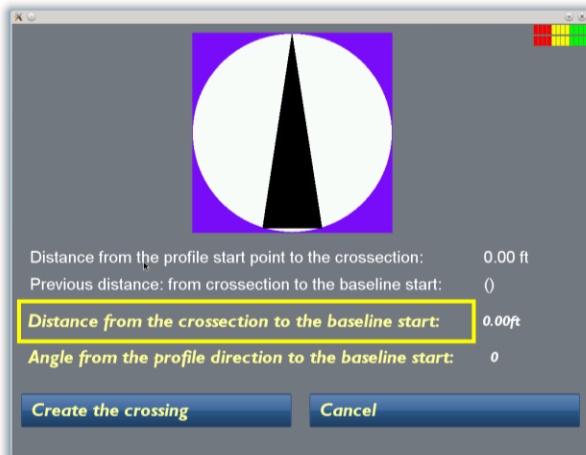 Distance from the profile start point to the crossection: 0.00 ft
Previous distance: from crossection to the baseline start: ()
Distance from the crossection to the baseline start: 0.00ft
Angle from the profile direction to the baseline start: 0
Create the crossing Cancel